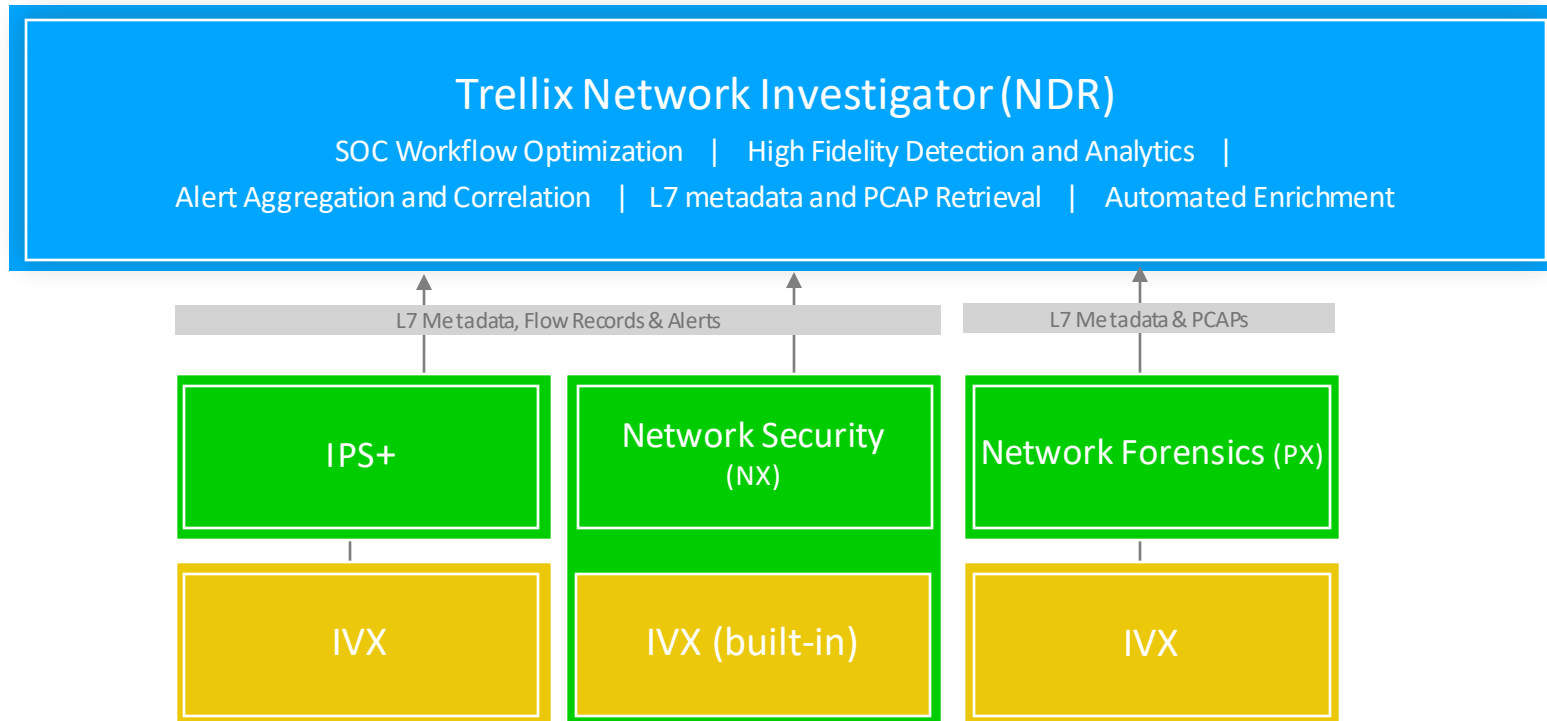 Trellix Network Investigator (NDR)
SOC Workflow Optimization | High Fidelity Detection and Analytics |
Alert Aggregation and Correlation | L7 metadata and PCAP Retrieval | Automated Enrichment
L7 Metadata, Flow Records & Alerts
L7 Metadata & PCAPs
IPS+
Network Security
(NX)
Network Forensics (PX)
IVX
IVX (built-in)
IVX